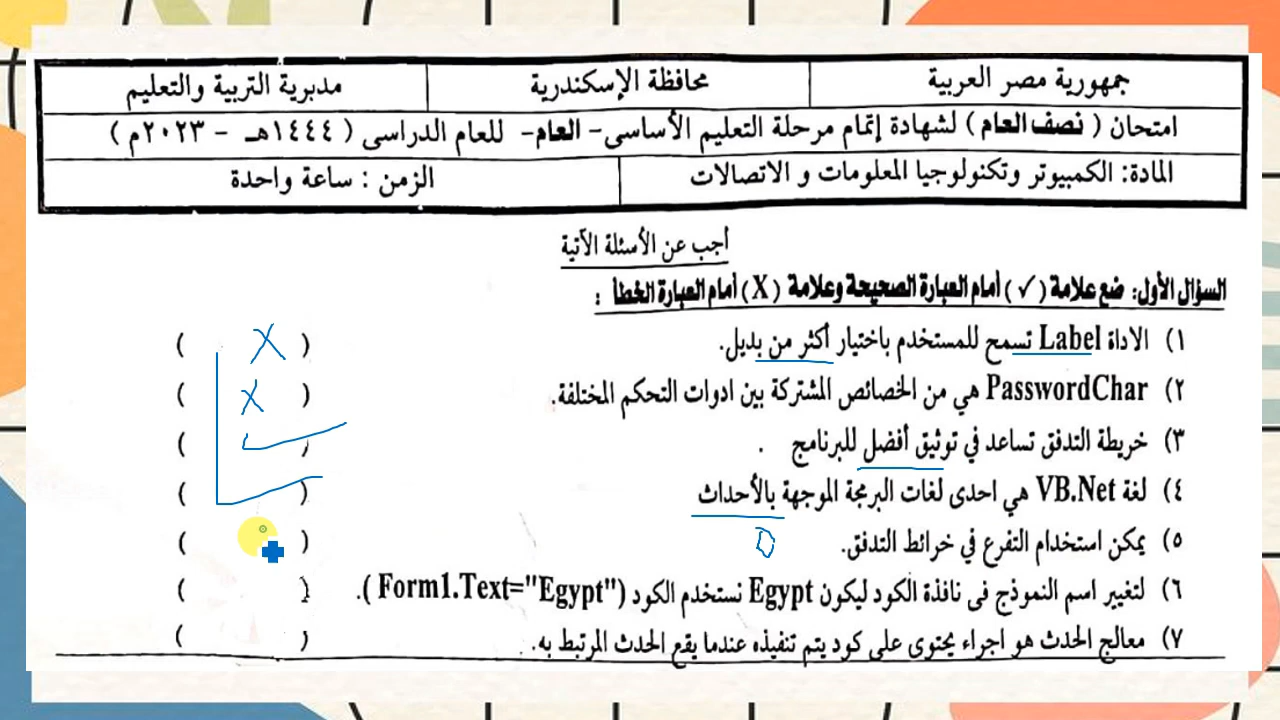 جمهورية مصر العربية محافظة الإسكندرية مديرية التربية والتعليم
امتحان ( نصف العام ) لشهادة إتمام مرحلة التعليم الأساسى- العام- للعام الدراسى ( ١٤٤٤هـ - ٢٠٢٣م )
المادة: الكمبيوتر وتكنولوجيا المعلومات و الاتصالات الزمن : ساعة واحدة
أجب عن الأسئلة الآتية
السؤال الأول: ضع علامة (✓) أمام العبارة الصحيحة وعلامة (X) أمام العبارة الخطأ :
١) الاداة Label تسمح للمستخدم باختيار أكثر من بديل. ( X )
٢) PasswordChar هي من الخصائص المشتركة بين ادوات التحكم المختلفة. ( X )
٣) خريطة التدفق تساعد في توثيق أفضل للبرنامج . ( ✓ )
٤) لغة VB.Net هي احدى لغات البرمجة الموجهة بالأحداث ( ✓ )
٥) يمكن استخدام التفرع في خرائط التدفق. ( )
٦) لتغيير اسم النموذج فى نافذة الكود ليكون Egypt نستخدم الكود (Form1.Text="Egypt" ). ( )
٧) معالج الحدث هو اجراء يحتوى على كود يتم تنفيذه عندما يقع الحدث المرتبط به. ( )